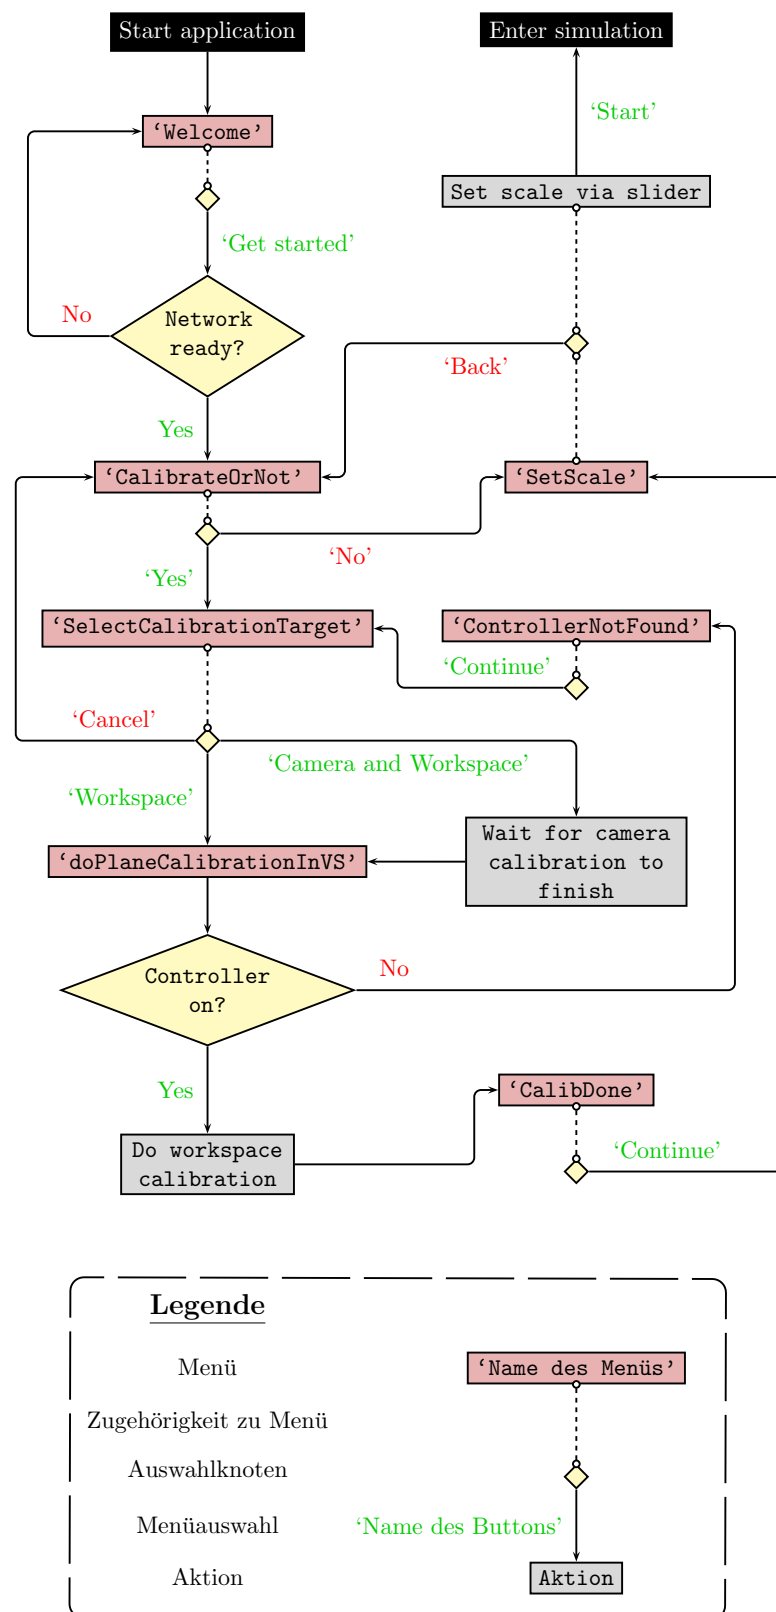 Start application
Enter simulation
‘Start’
‘Welcome’
Set scale via slider
‘Get started’
No
Network
ready?
‘Back’
Yes
‘CalibrateOrNot’
‘SetScale’
‘No’
‘Yes’
‘SelectCalibrationTarget’
‘ControllerNotFound’
‘Continue’
‘Cancel’
‘Camera and Workspace’
‘Workspace’
Wait for camera
calibration to
finish
‘doPlaneCalibrationInVS’
Controller
on?
No
Yes
‘CalibDone’
Do workspace
calibration
‘Continue’
Legende
Menü
‘Name des Menüs’
Zugehörigkeit zu Menü
Auswahlknoten
Menüauswahl
‘Name des Buttons’
Aktion
Aktion